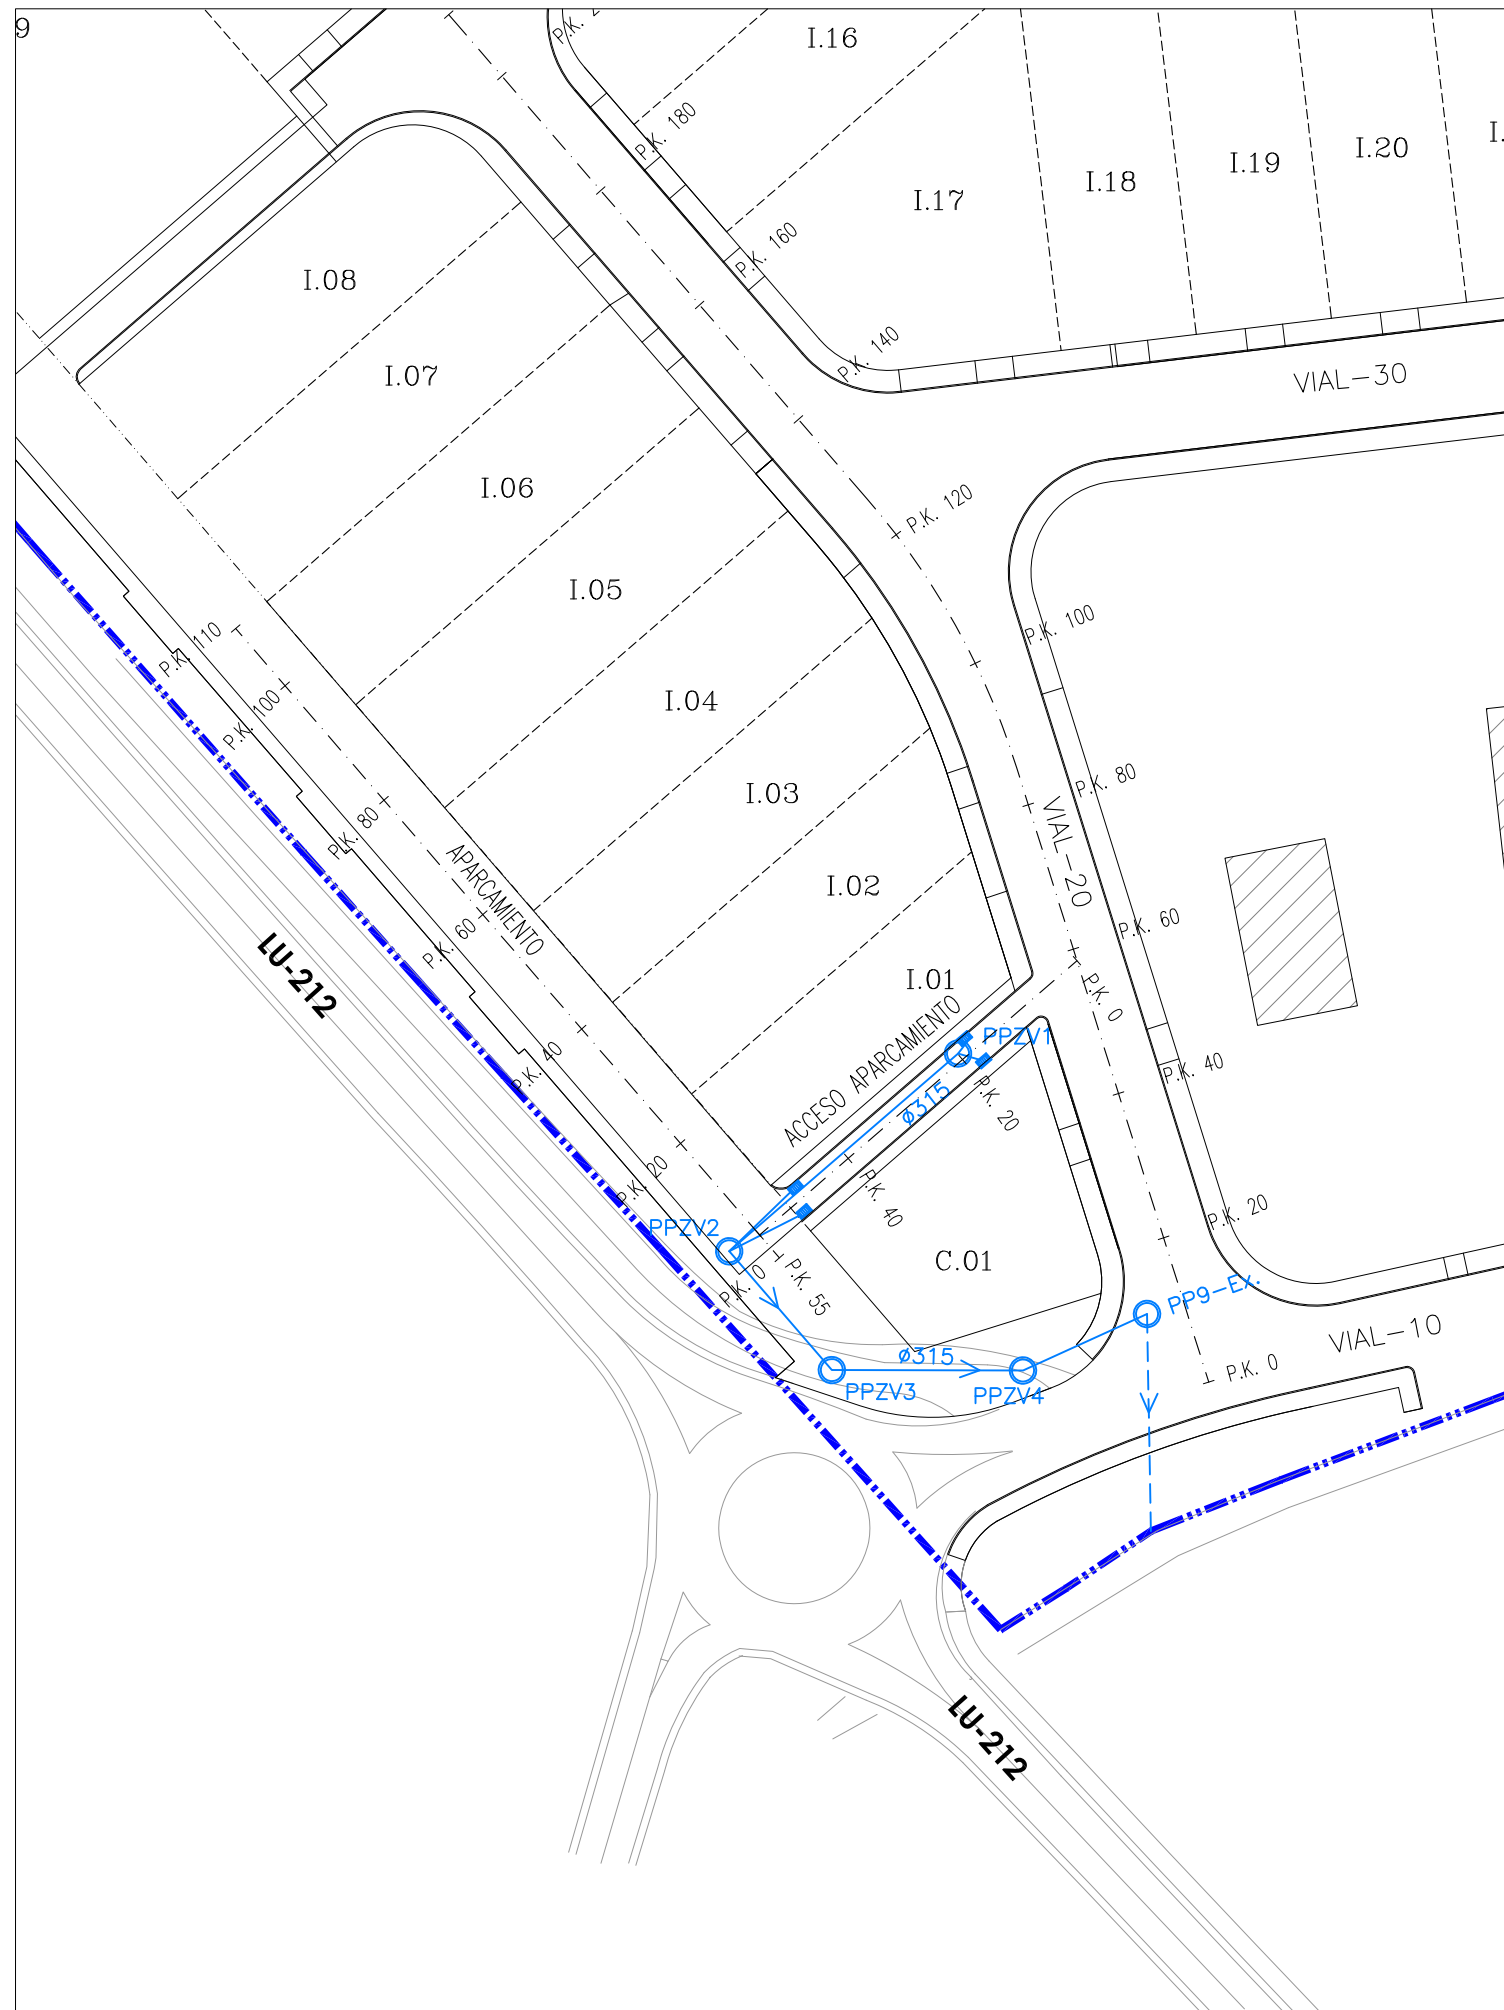 9
P.K. 2
I.16
P.K. 180
I.17
I.18
I.19
I.20
I.
P.K. 160
P.K. 140
VIAL-30
I.08
I.07
I.06
I.05
I.04
I.03
I.02
I.01
P.K. 120
P.K. 100
P.K. 80
VIAL-20
P.K. 60
P.K. 40
P.K. 20
P.K. 0
P.K. 110
P.K. 100
P.K. 80
APARCAMIENTO
P.K. 60
P.K. 40
P.K. 20
P.K. 0
LU-212
ACCESO APARCAMIENTO
P.K. 0
P.K. 20
P.K. 40
P.K. 55
PPZV1
ø315
PPZV2
C.01
PP9-Ex.
VIAL-10
ø315
PPZV3
PPZV4
LU-212